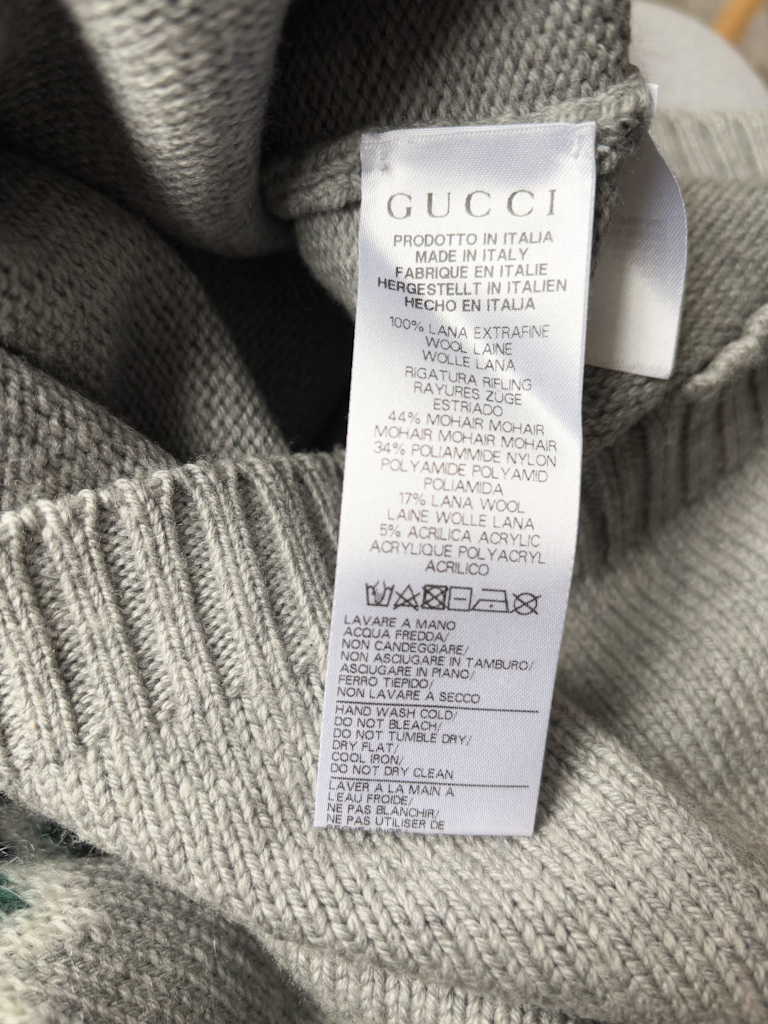 GUCCI
PRODOTTO IN ITALIA
MADE IN ITALY
FABRIQUE EN ITALIE
HERGESTELLT IN ITALIEN
HECHO EN ITALIA
100% LANA EXTRAFINE
WOOL LAINE
WOLLE LANA
RIGATURA RIFLING
RAYURES ZÜGE
ESTRIADO
44% MOHAIR MOHAIR
MOHAIR MOHAIR MOHAIR
34% POLIAMMIDE NYLON
POLYAMIDE POLYAMID
POLIAMIDA
17% LANA WOOL
LAINE WOLLE LANA
5% ACRILICA ACRYLIC
ACRYLIQUE POLYACRYL
ACRILICO
LAVARE A MANO
ACQUA FREDDA/
NON CANDEGGIARE/
NON ASCIUGARE IN TAMBURO/
ASCIUGARE IN PIANO/
FERRO TIEPIDO/
NON LAVARE A SECCO
HAND WASH COLD/
DO NOT BLEACH/
DO NOT TUMBLE DRY/
DRY FLAT/
COOL IRON/
DO NOT DRY CLEAN
LAVER A LA MAIN A
L'EAU FROIDE/
NE PAS BLANCHIR/
NE PAS UTILISER DE